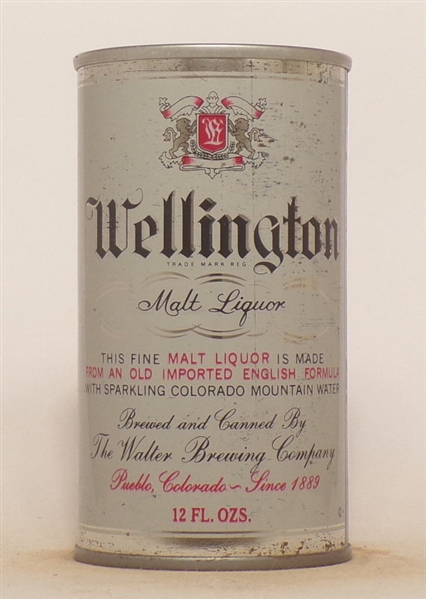 Wellington
TRADE MARK REG
Malt Liquor
THIS FINE MALT LIQUOR IS MADE
FROM AN OLD IMPORTED ENGLISH FORMULA
WITH SPARKLING COLORADO MOUNTAIN WATER
Brewed and Canned By
The Walter Brewing Company
Pueblo, Colorado ~ Since 1889
12 FL. OZS.